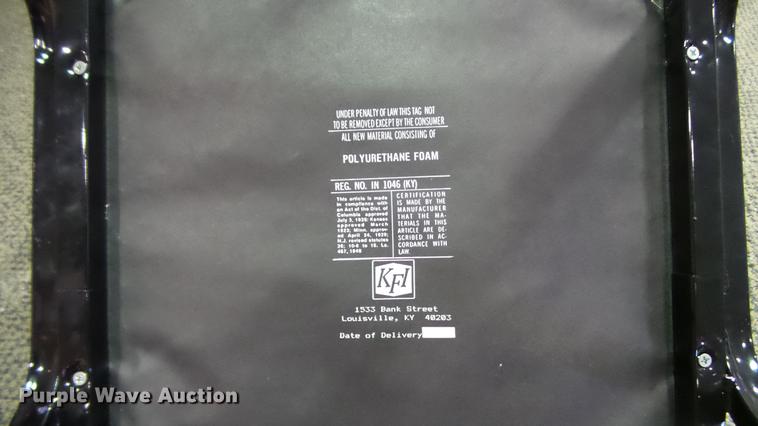 UNDER PENALTY OF LAW THIS TAG NOT
TO BE REMOVED EXCEPT BY THE CONSUMER
ALL NEW MATERIAL CONSISTING OF
POLYURETHANE FOAM
REG. NO. IN 1046 (KY)
This article is made
in compliance with
an Act of the Dist. of
Columbia approved
July 3, 1926; Kansas
approved March
1923; Minn. approv-
ed April 24, 1929;
N.J. revised statutes
26; 10-6 to 18. La.
467, 1948
CERTIFICATION
IS MADE BY THE
MANUFACTURER
THAT THE MA-
TERIALS IN THIS
ARTICLE ARE DE-
SCRIBED IN AC-
CORDANCE WITH
LAW.
KFI
1533 Bank Street
Louisville, KY 40203
Date of Delivery
Purple Wave Auction